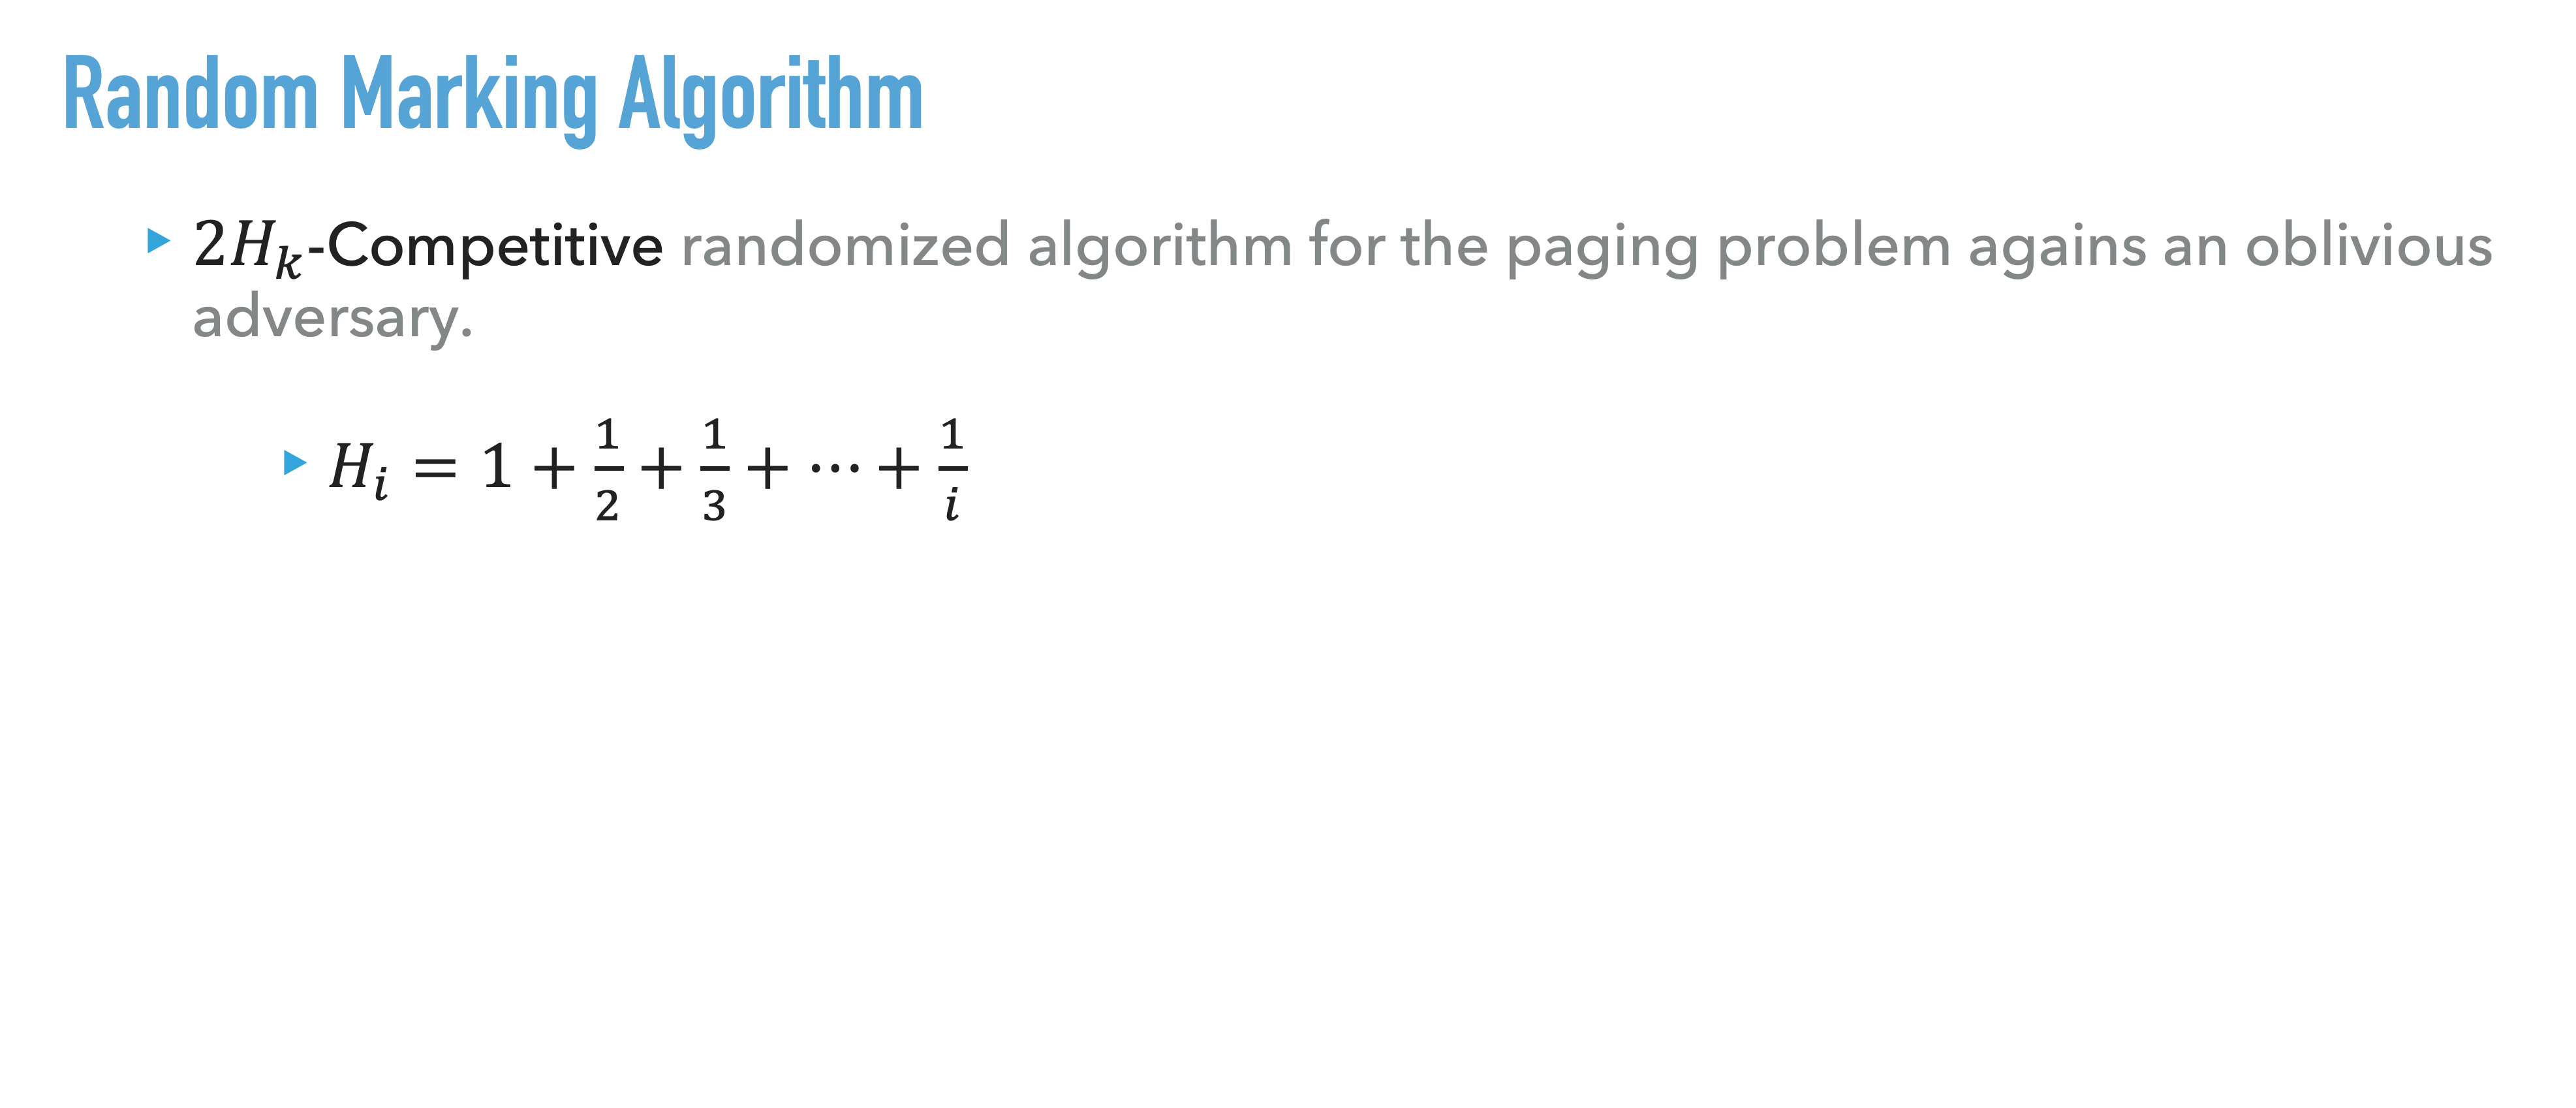 Random Marking Algorithm
▸ 2H_k-Competitive randomized algorithm for the paging problem agains an oblivious
adversary.
▸ H_i = 1 + 1/2 + 1/3 + ⋯ + 1/i